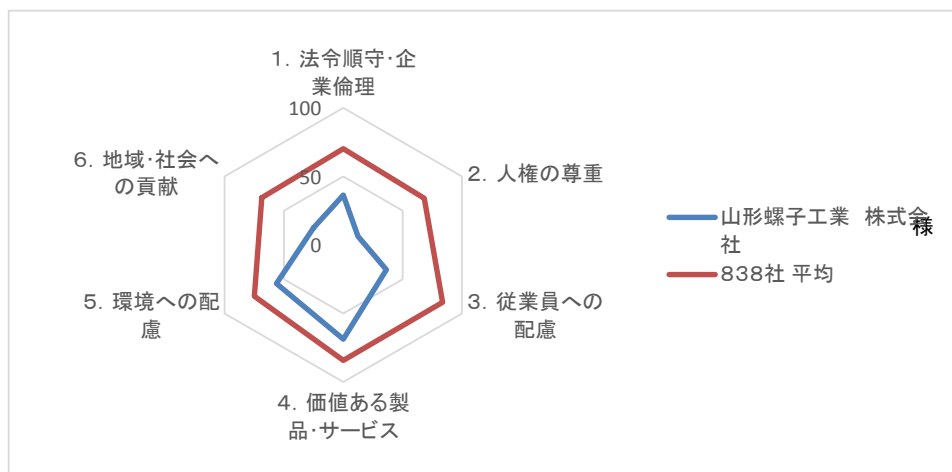 1. 法令順守･企
業倫理
100
50
0
2. 人権の尊重
3. 従業員への
配慮
4. 価値ある製
品･サービス
5. 環境への配
慮
6. 地域･社会へ
の貢献
山形螺子工業　株式会
社
様
838社 平均